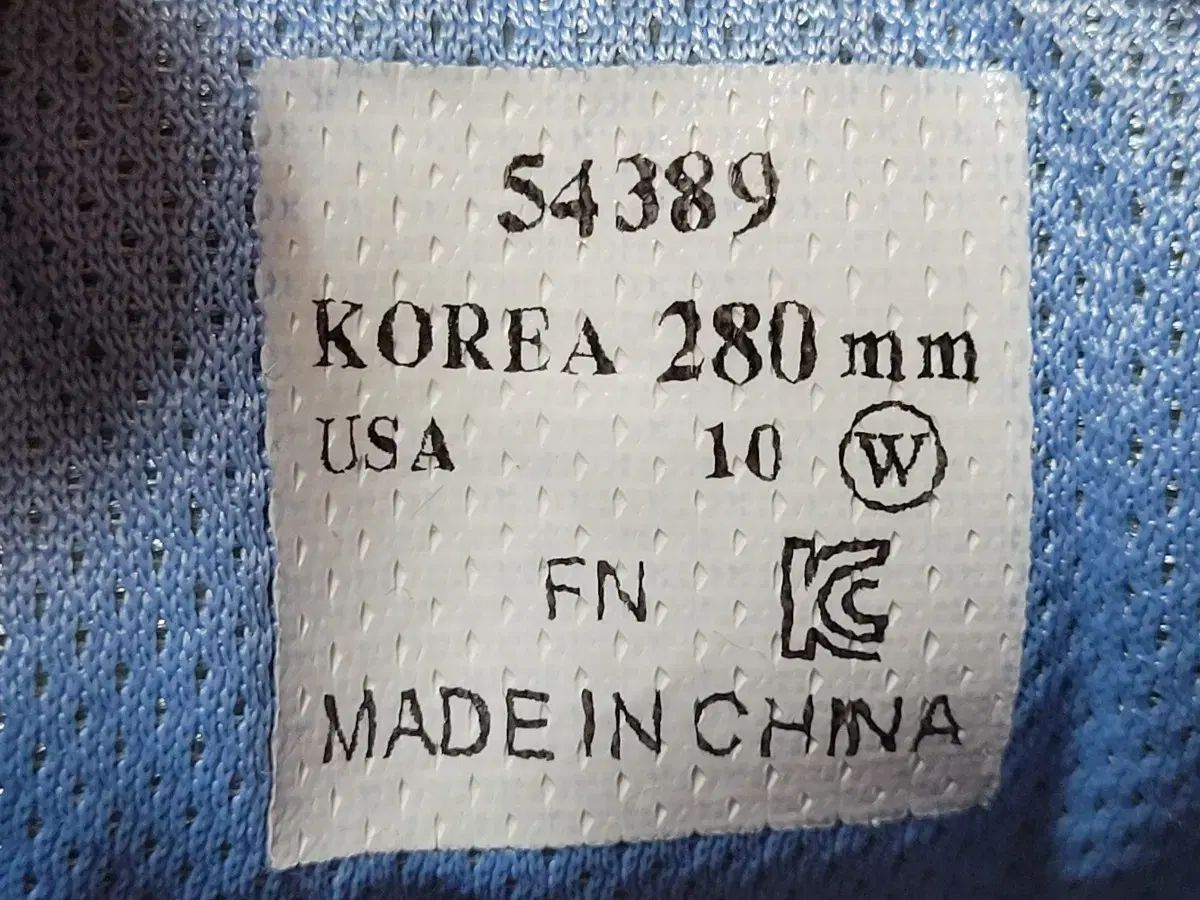 54389
KOREA 280 mm
USA 10 W
FN KC
MADE IN CHINA